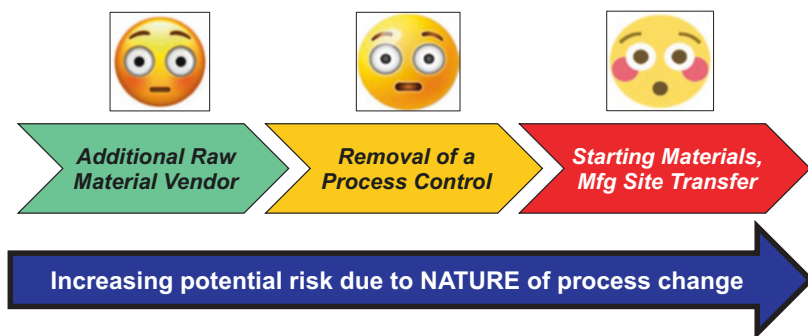 Additional Raw
Material Vendor
Removal of a
Process Control
Starting Materials,
Mfg Site Transfer
Increasing potential risk due to NATURE of process change